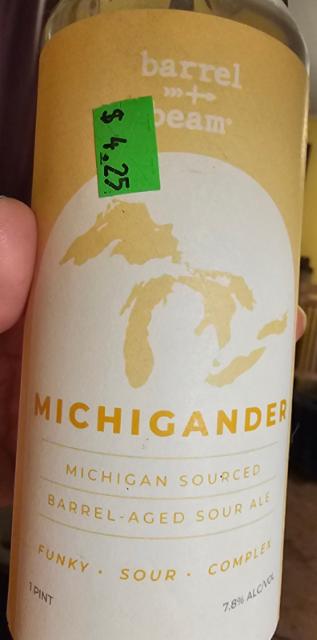 barrel
+
beam
$ 4.25
MICHIGANDER
MICHIGAN SOURCED
BARREL-AGED SOUR ALE
FUNKY · SOUR · COMPLEX
1 PINT
7.8% ALC/VOL